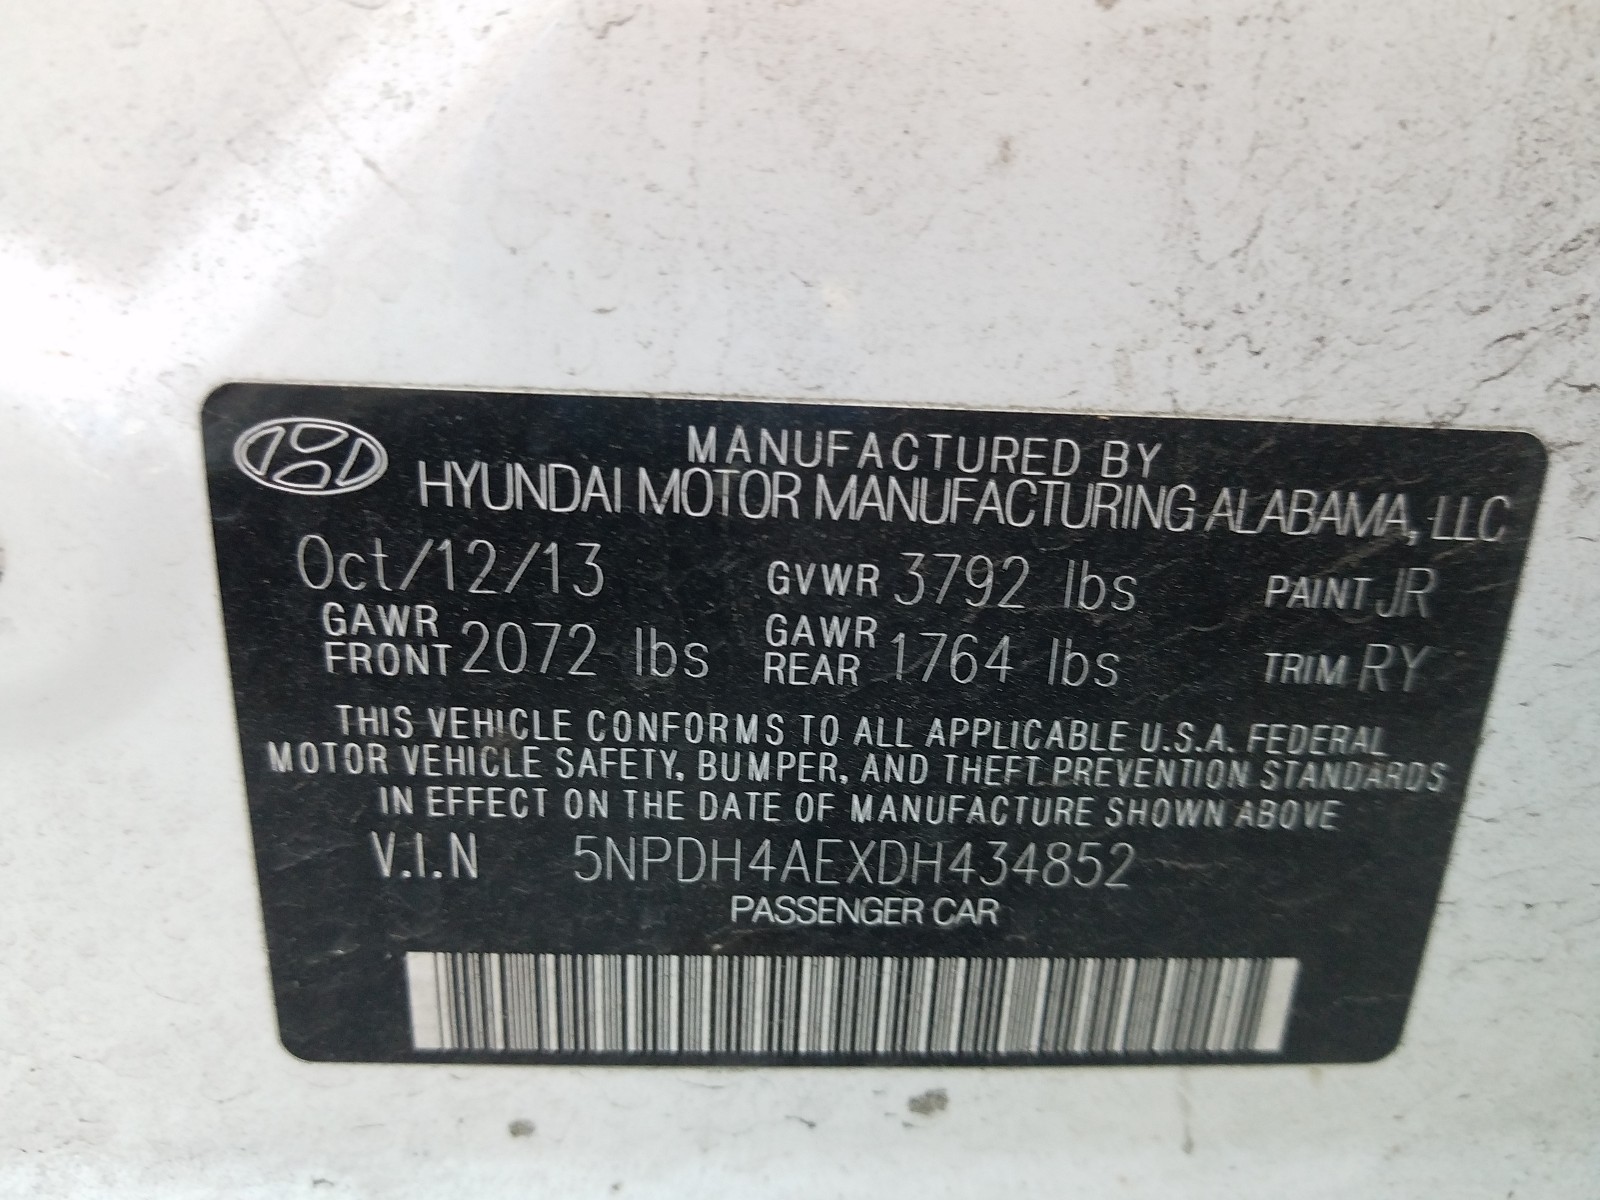 MANUFACTURED BY
HYUNDAI MOTOR MANUFACTURING ALABAMA, LLC
Oct/12/13 GVWR 3792 lbs PAINT JR
GAWR FRONT 2072 lbs GAWR REAR 1764 lbs TRIM RY
THIS VEHICLE CONFORMS TO ALL APPLICABLE U.S.A. FEDERAL
MOTOR VEHICLE SAFETY, BUMPER, AND THEFT PREVENTION STANDARDS
IN EFFECT ON THE DATE OF MANUFACTURE SHOWN ABOVE
V.I.N 5NPDH4AEXDH434852
PASSENGER CAR